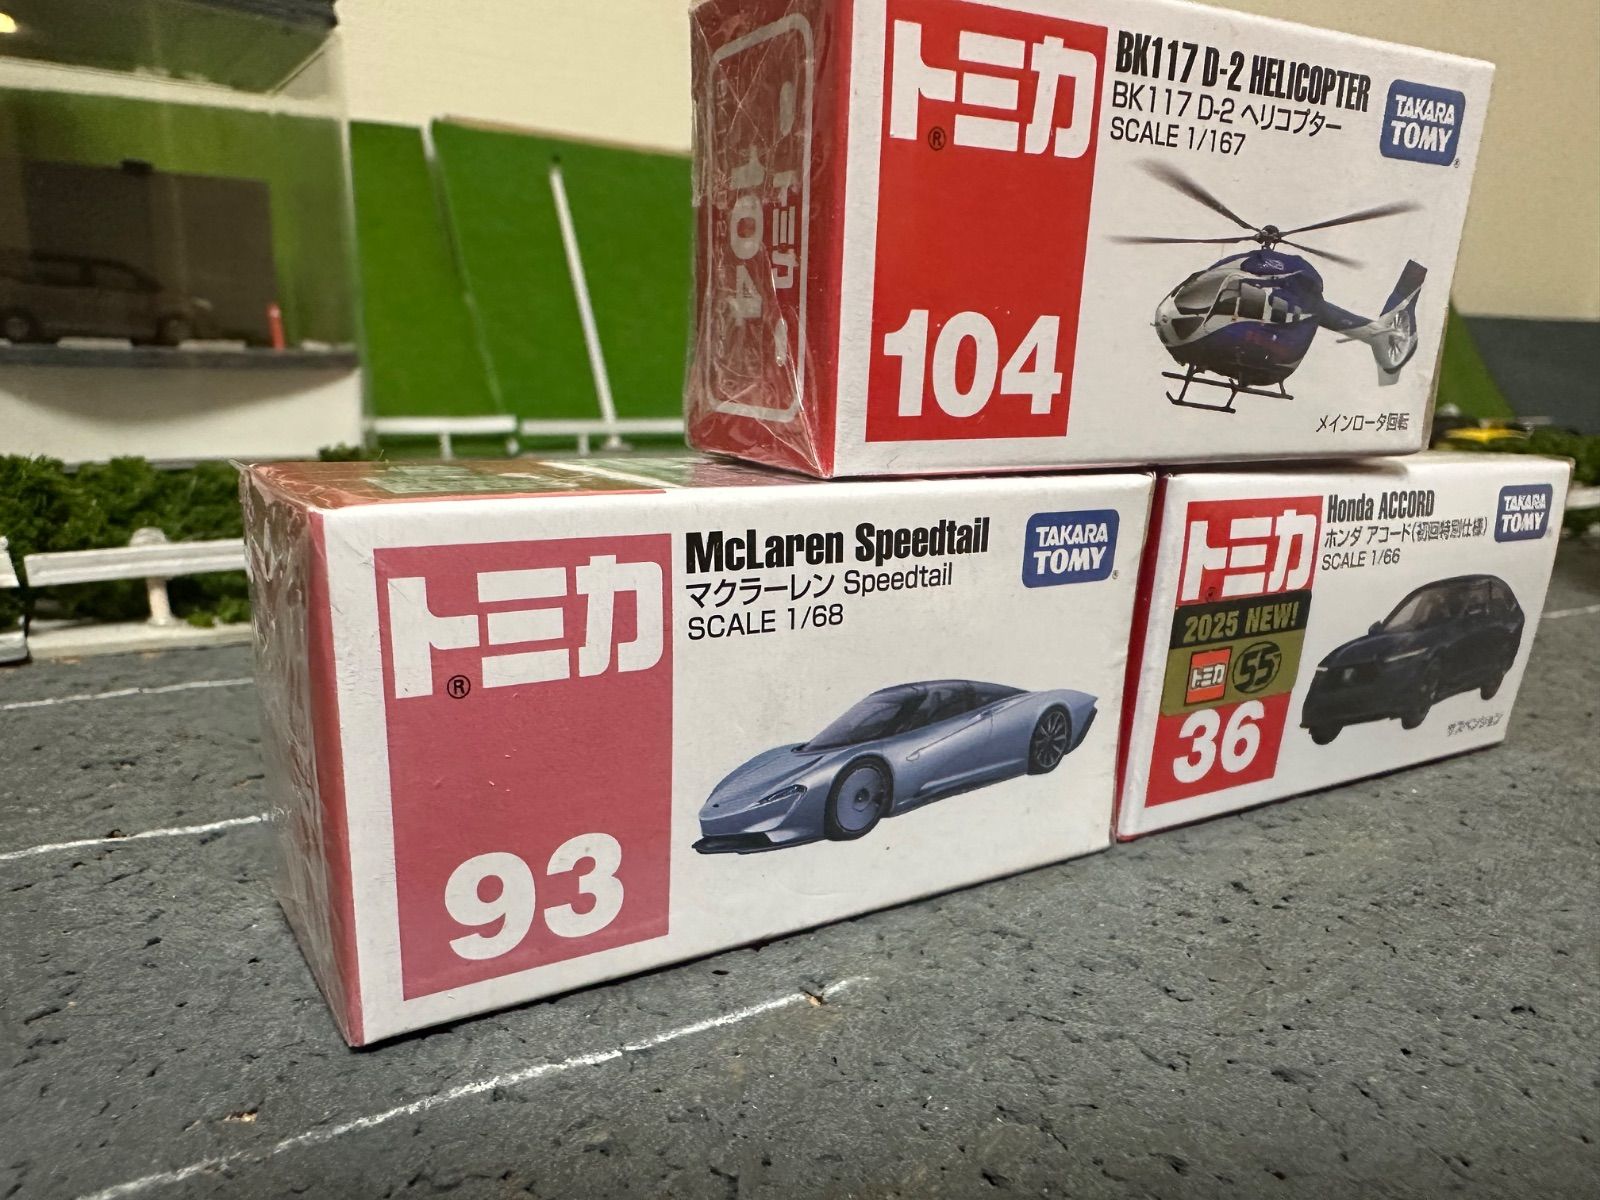 トミカ
104
トミカ
®
104
BK117 D-2 HELICOPTER
BK117 D-2 ヘリコプター
SCALE 1/167
TAKARA
TOMY
メインロータ回転
トミカ
®
93
McLaren Speedtail
マクラーレン Speedtail
SCALE 1/68
TAKARA
TOMY
トミカ
2025 NEW!
トミカ
55
36
Honda ACCORD
ホンダ アコード(初回特別仕様)
SCALE 1/66
TAKARA
TOMY
サスペンション